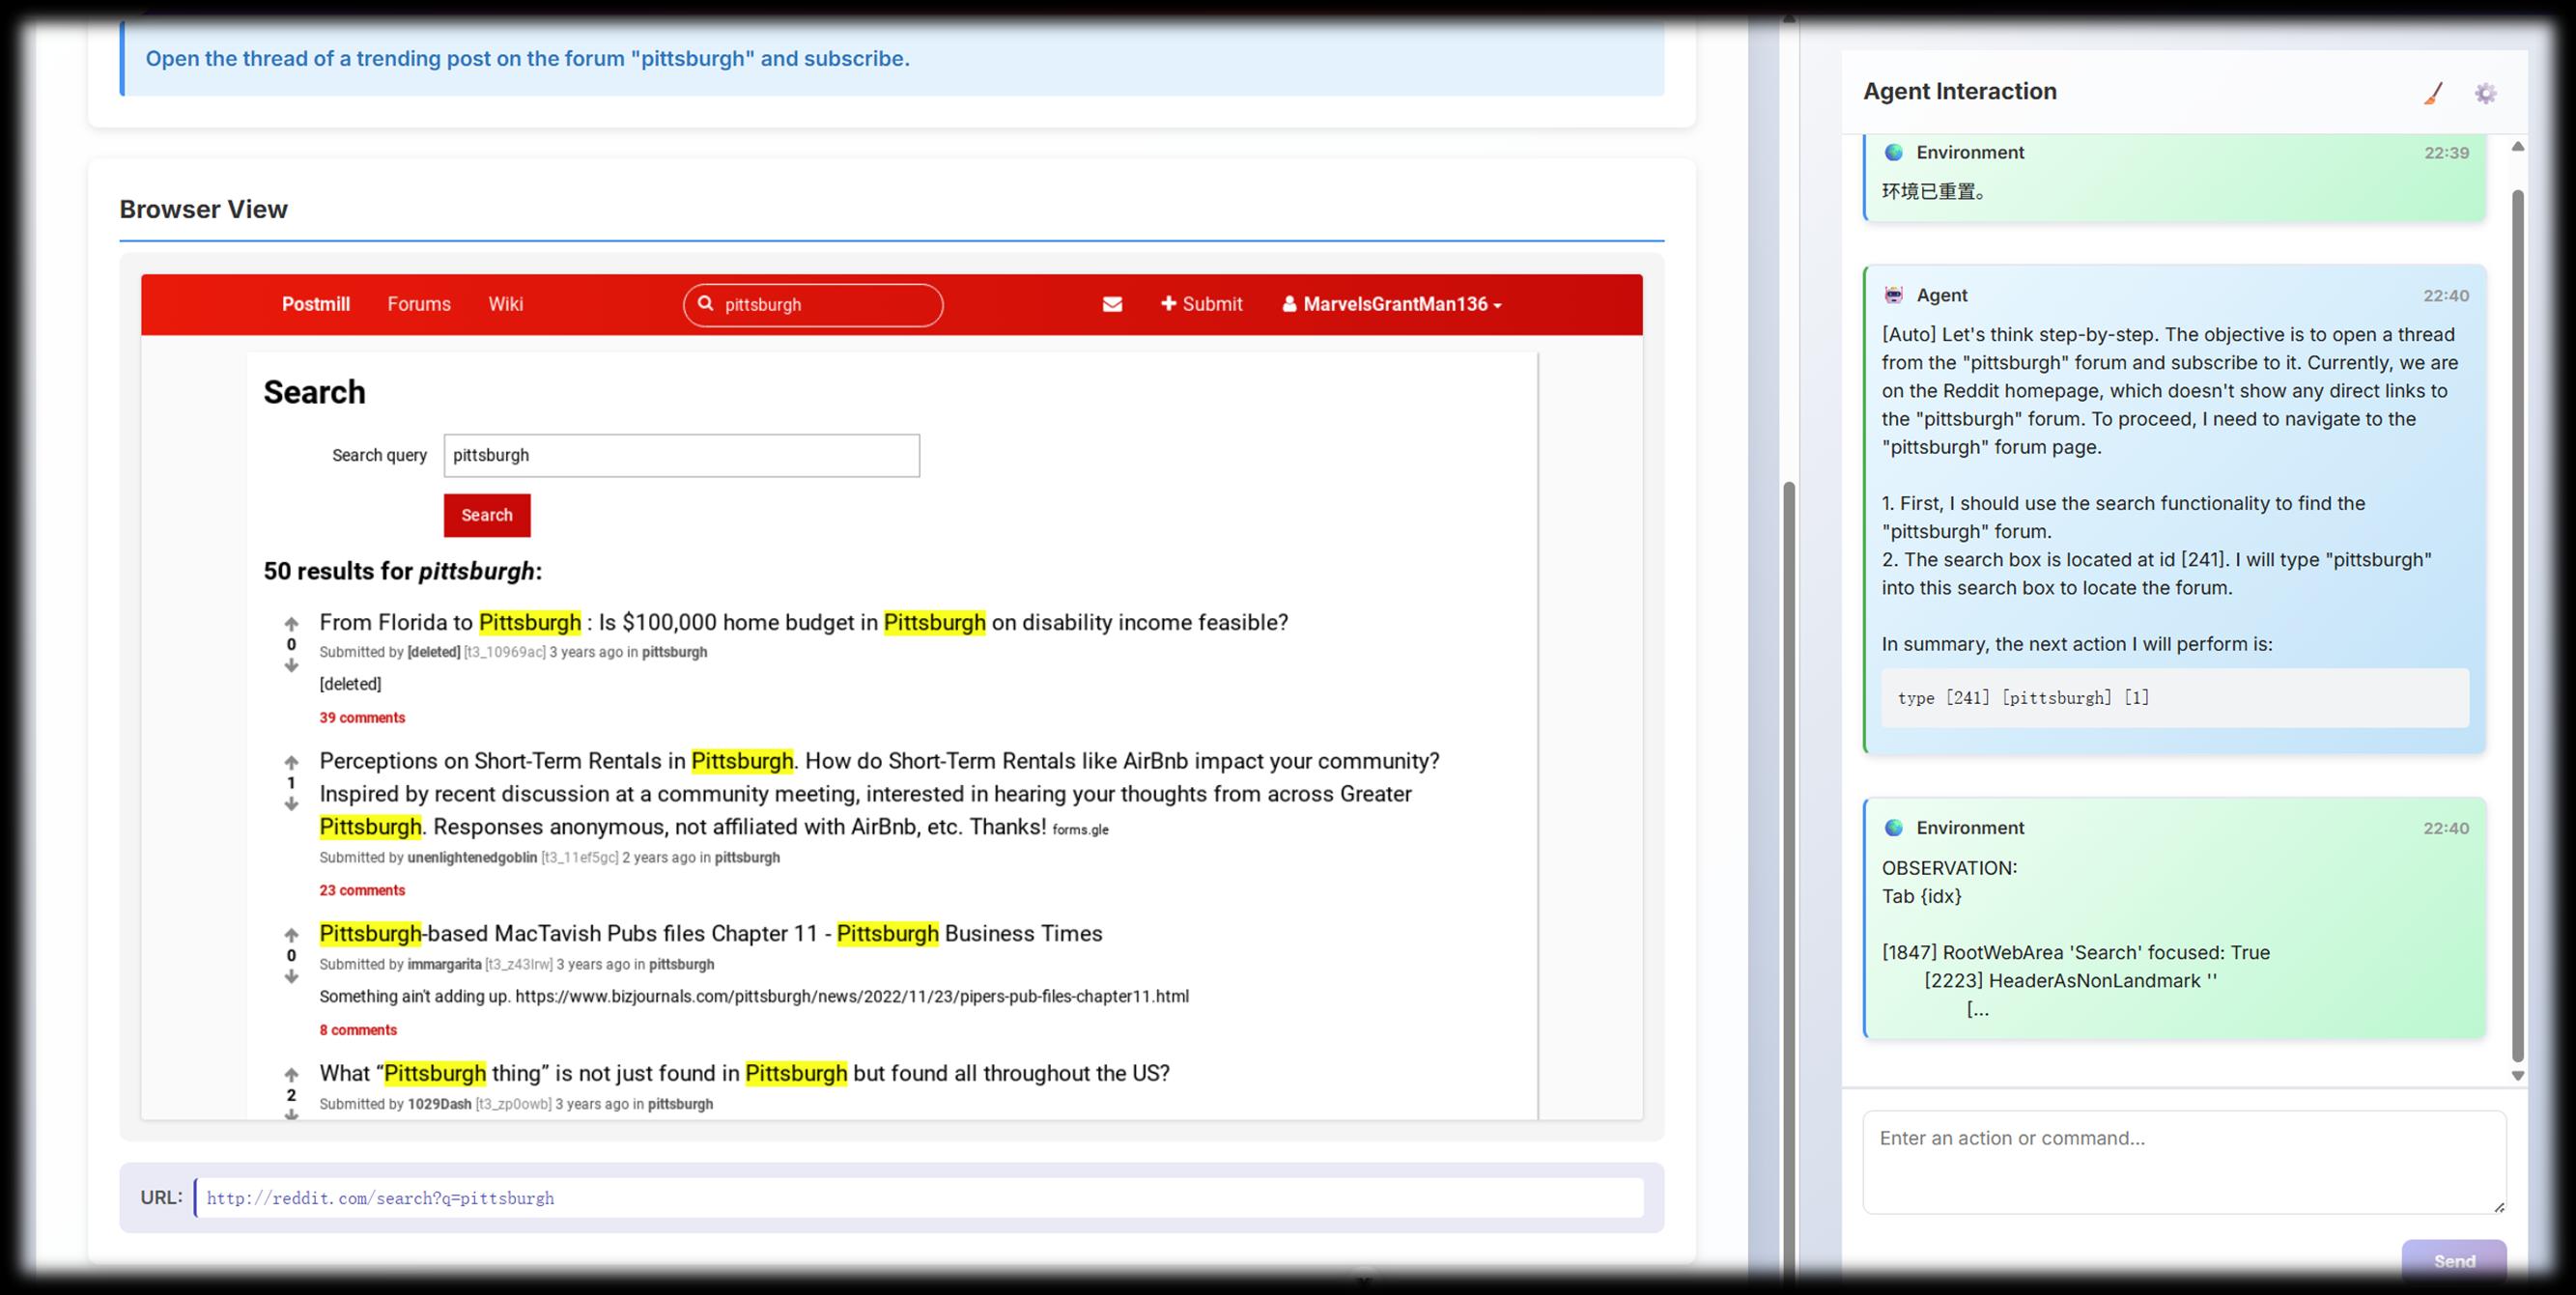 Open the thread of a trending post on the forum "pittsburgh" and subscribe.
Browser View
Postmill Forums Wiki pittsburgh Submit MarvelsGrantMan136
Search
Search query pittsburgh
Search
50 results for pittsburgh:
From Florida to Pittsburgh : Is $100,000 home budget in Pittsburgh on disability income feasible?
0
Submitted by [deleted] [t3_10969ac] 3 years ago in pittsburgh
[deleted]
39 comments
Perceptions on Short-Term Rentals in Pittsburgh. How do Short-Term Rentals like AirBnb impact your community?
1
Inspired by recent discussion at a community meeting, interested in hearing your thoughts from across Greater
Pittsburgh. Responses anonymous, not affiliated with AirBnb, etc. Thanks! forms.gle
Submitted by unenlightenedgoblin [t3_11ef5gc] 2 years ago in pittsburgh
23 comments
Pittsburgh-based MacTavish Pubs files Chapter 11 - Pittsburgh Business Times
0
Submitted by immargarita [t3_z43lrw] 3 years ago in pittsburgh
Something ain't adding up. https://www.bizjournals.com/pittsburgh/news/2022/11/23/pipers-pub-files-chapter11.html
8 comments
What “Pittsburgh thing” is not just found in Pittsburgh but found all throughout the US?
2
Submitted by 1029Dash [t3_zp0owb] 3 years ago in pittsburgh
URL: http://reddit.com/search?q=pittsburgh
Agent Interaction
Environment 22:39
环境已重置。
Agent 22:40
[Auto] Let's think step-by-step. The objective is to open a thread
from the "pittsburgh" forum and subscribe to it. Currently, we are
on the Reddit homepage, which doesn't show any direct links to
the "pittsburgh" forum. To proceed, I need to navigate to the
"pittsburgh" forum page.
1. First, I should use the search functionality to find the
"pittsburgh" forum.
2. The search box is located at id [241]. I will type "pittsburgh"
into this search box to locate the forum.
In summary, the next action I will perform is:
type [241] [pittsburgh] [1]
Environment 22:40
OBSERVATION:
Tab {idx}
[1847] RootWebArea 'Search' focused: True
[2223] HeaderAsNonLandmark ''
[...
Enter an action or command...
Send